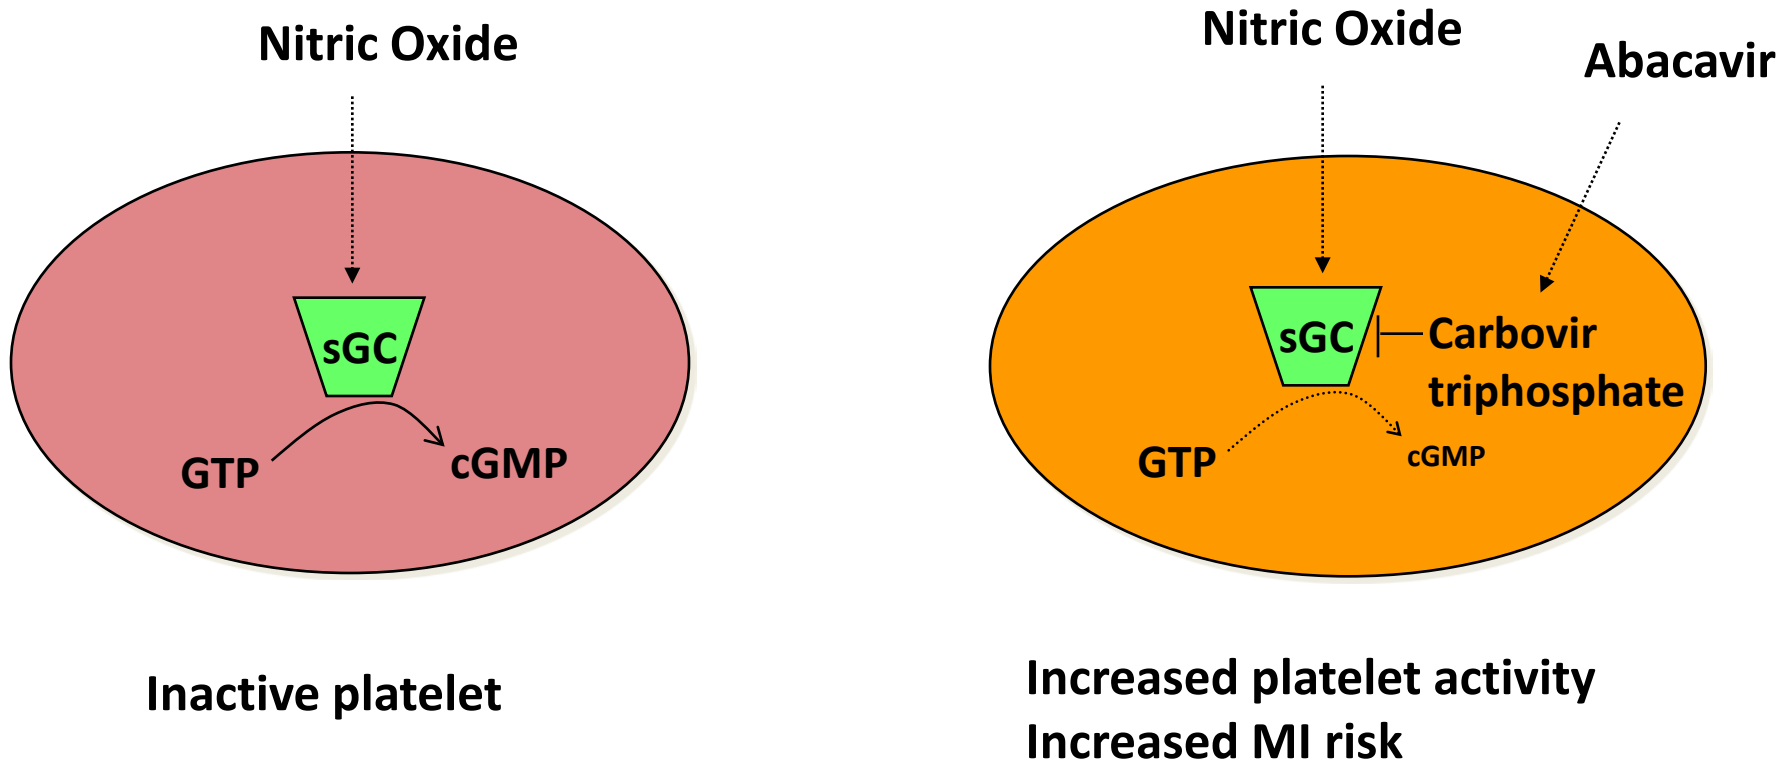 Nitric Oxide
sGC
GTP
cGMP
Inactive platelet
Nitric Oxide
Abacavir
sGC
Carbovir
triphosphate
GTP
cGMP
Increased platelet activity
Increased MI risk